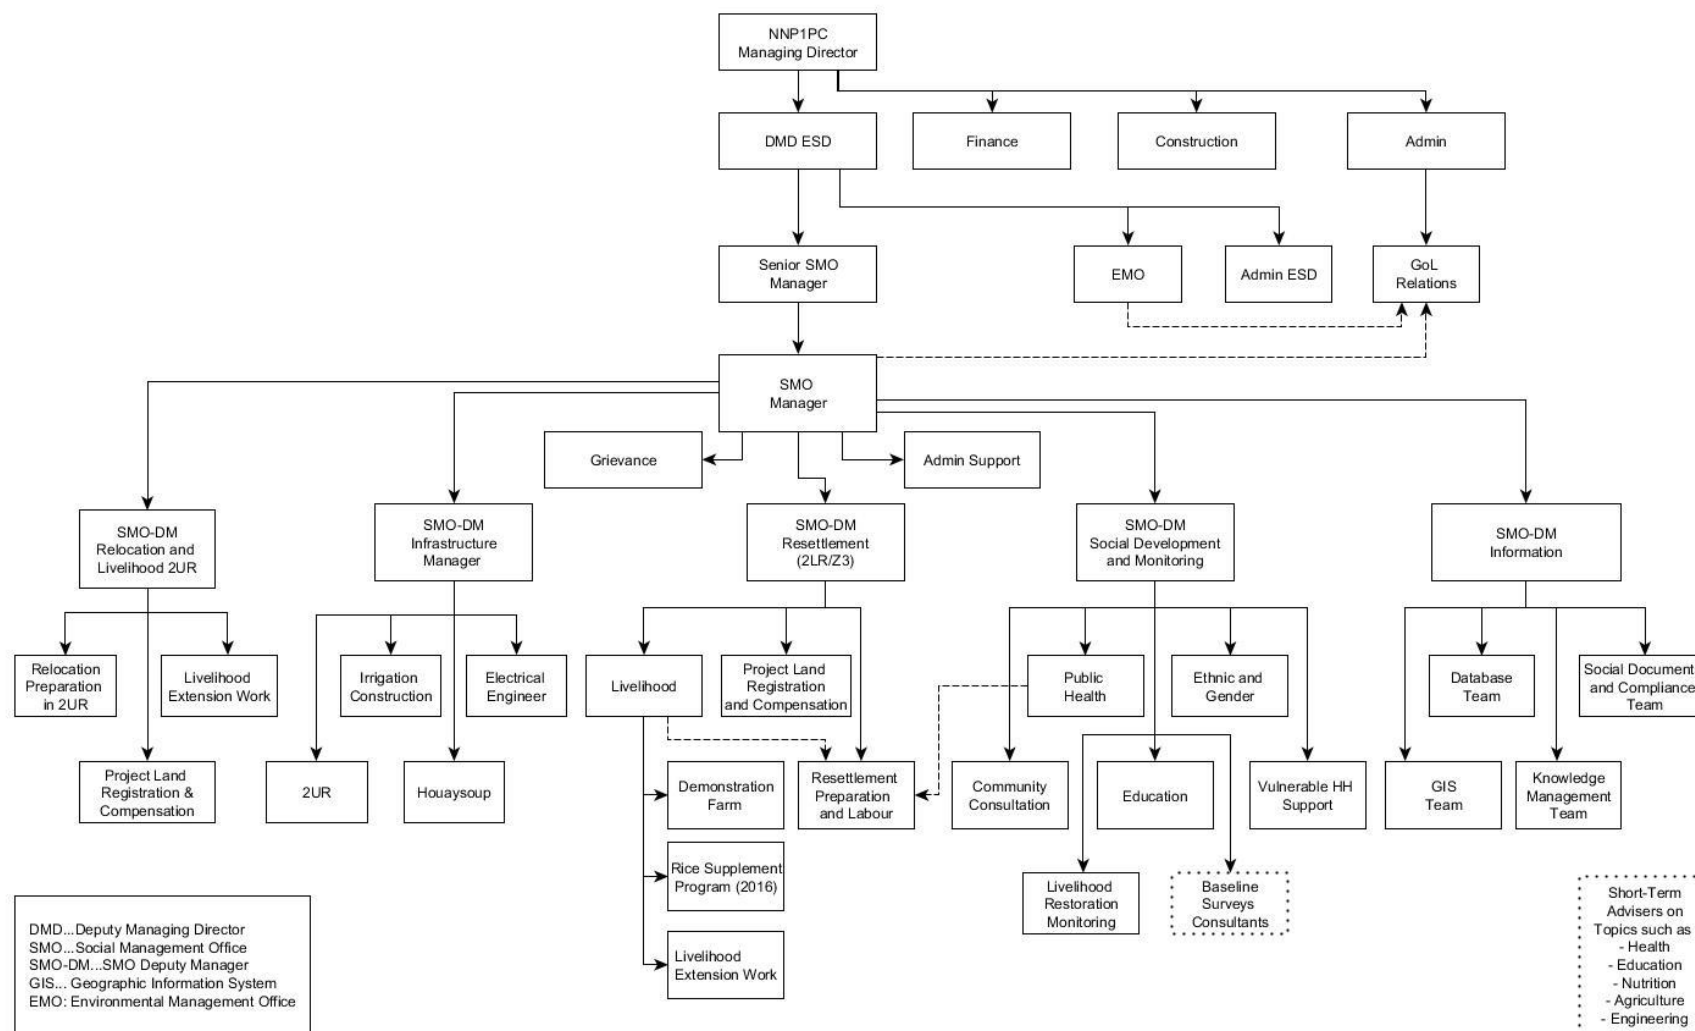 NNP1PC
Managing Director
DMD ESD
Finance
Construction
Admin
Senior SMO
Manager
EMO
Admin ESD
GoL
Relations
SMO
Manager
Grievance
Admin Support
SMO-DM
Relocation and
Livelihood 2UR
SMO-DM
Infrastructure
Manager
SMO-DM
Resettlement
(2LR/Z3)
SMO-DM
Social Development
and Monitoring
SMO-DM
Information
Relocation
Preparation
in 2UR
Livelihood
Extension Work
Irrigation
Construction
Electrical
Engineer
Livelihood
Project Land
Registration
and Compensation
Public
Health
Ethnic and
Gender
Database
Team
Social Document
and Compliance
Team
Project Land
Registration &
Compensation
2UR
Houaysoup
Demonstration
Farm
Resettlement
Preparation
and Labour
Community
Consultation
Education
Vulnerable HH
Support
GIS
Team
Knowledge
Management
Team
Rice Supplement
Program (2016)
Livelihood
Restoration
Monitoring
Baseline
Surveys
Consultants
Livelihood
Extension Work
DMD...Deputy Managing Director
SMO...Social Management Office
SMO-DM...SMO Deputy Manager
GIS... Geographic Information System
EMO: Environmental Management Office
Short-Term
Advisers on
Topics such as
- Health
- Education
- Nutrition
- Agriculture
- Engineering